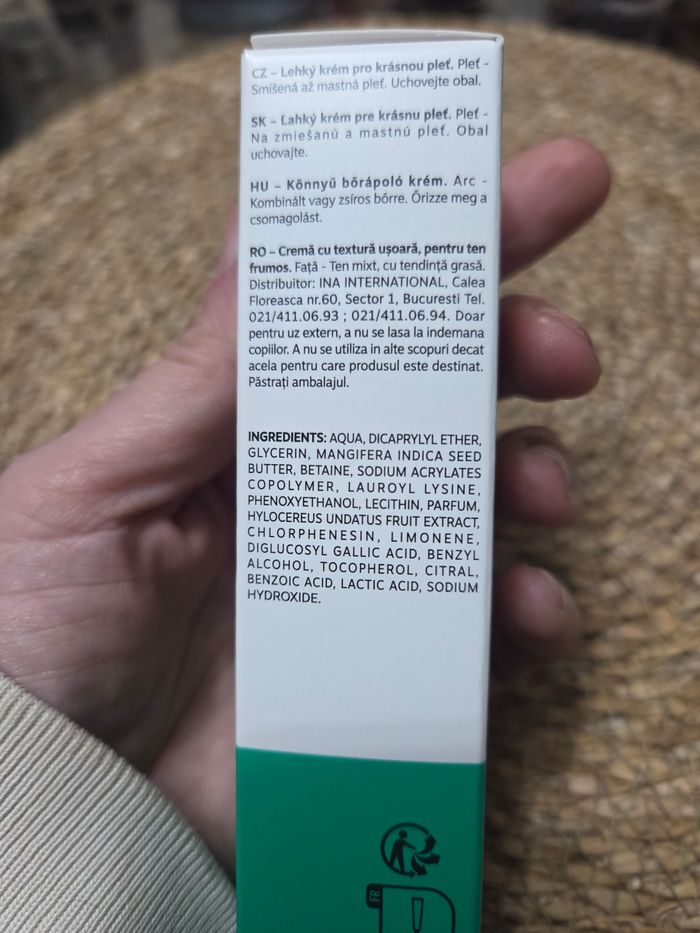 CZ – Lehký krém pro krásnou pleť. Pleť -
Smíšená až mastná pleť. Uchovejte obal.
SK – Ľahký krém pre krásnu pleť. Pleť -
Na zmiešanú a mastnú pleť. Obal
uchovajte.
HU – Könnyű bőrápoló krém. Arc -
Kombinált vagy zsíros bőrre. Őrizze meg a
csomagolást.
RO – Cremă cu textură ușoară, pentru ten
frumos. Față - Ten mixt, cu tendință grasă.
Distribuitor: INA INTERNATIONAL, Calea
Floreasca nr.60, Sector 1, Bucuresti Tel.
021/411.06.93 ; 021/411.06.94. Doar
pentru uz extern, a nu se lasa la indemana
copiilor. A nu se utiliza in alte scopuri decat
acela pentru care produsul este destinat.
Păstrați ambalajul.
INGREDIENTS: AQUA, DICAPRYLYL ETHER,
GLYCERIN, MANGIFERA INDICA SEED
BUTTER, BETAINE, SODIUM ACRYLATES
COPOLYMER, LAUROYL LYSINE,
PHENOXYETHANOL, LECITHIN, PARFUM,
HYLOCEREUS UNDATUS FRUIT EXTRACT,
CHLORPHENESIN, LIMONENE,
DIGLUCOSYL GALLIC ACID, BENZYL
ALCOHOL, TOCOPHEROL, CITRAL,
BENZOIC ACID, LACTIC ACID, SODIUM
HYDROXIDE.
FR